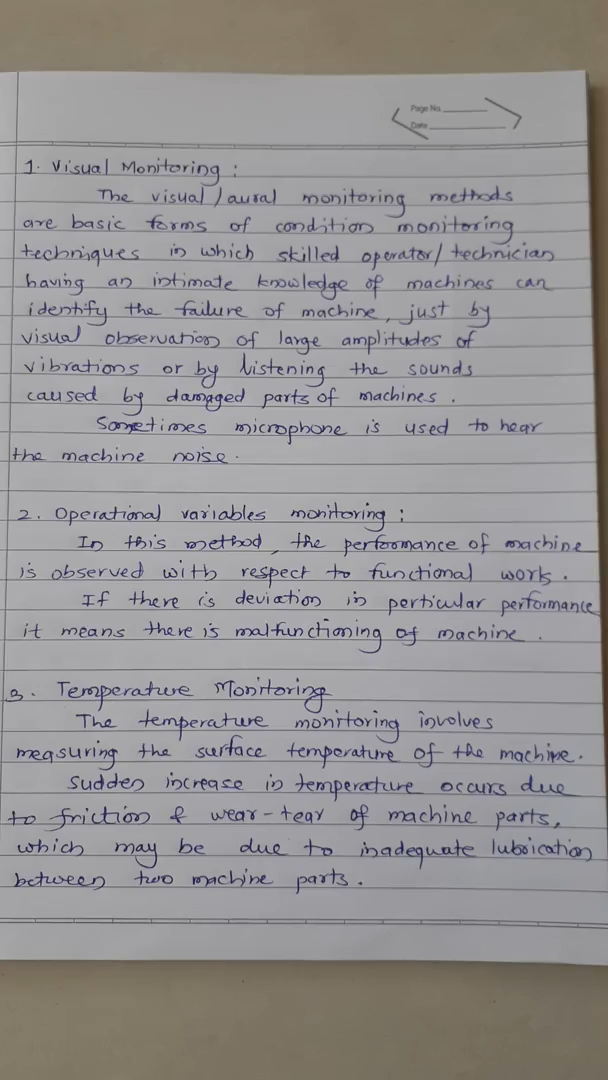 Page No.
Date
1. Visual Monitoring :
The visual / aural monitoring methods
are basic forms of condition monitoring
techniques in which skilled operator/technician
having an intimate knowledge of machines can
identify the failure of machine, just by
visual observation of large amplitudes of
vibrations or by listening the sounds
caused by damaged parts of machines.
Sometimes microphone is used to hear
the machine noise.
2. Operational variables monitoring :
In this method, the performance of machine
is observed with respect to functional work.
If there is deviation in perticular performance
it means there is malfunctioning of machine.
3. Temperature Monitoring
The temperature monitoring involves
measuring the surface temperature of the machine.
Sudden increase in temperature occurs due
to friction & wear-tear of machine parts,
which may be due to inadequate lubrication
between two machine parts.